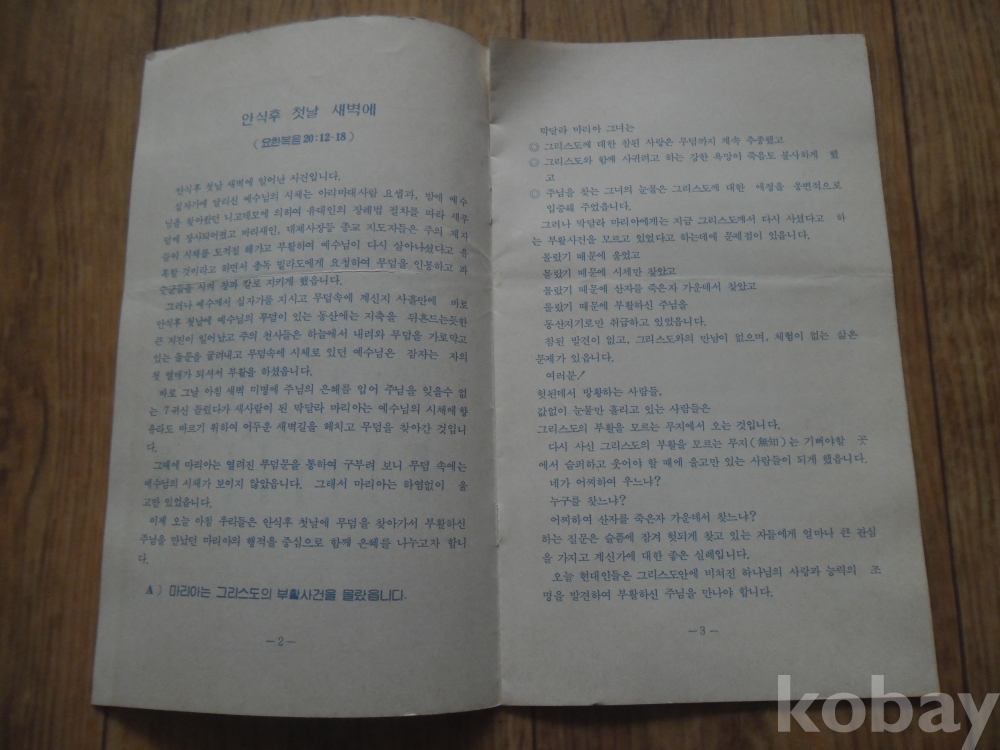 안식후 첫날 새벽에
( 요한복음 20:12-18 )
안식후 첫날 새벽에 일어난 사건입니다.
십자가에 달리신 예수님의 시체는 아리마대사람 요셉과, 밤에 예수
님을 찾아왔던 니고데모에 의하여 유대인의 장례법 절차를 따라 새무
덤에 장사되어졌고 바리새인, 대제사장등 종교 지도자들은 주의 제자
들이 시체를 도적질 해가고 부활하여 예수님이 다시 살아나셨다고 유
혹할 것이라고 하면서 총독 빌라도에게 요청하여 무덤을 인봉하고 파
숫군들을 시켜 창과 칼로 지키게 했읍니다.
그러나 예수께서 십자가를 지시고 무덤속에 계신지 사흘만에 바로
안식후 첫날에 예수님의 무덤이 있는 동산에는 지축을 뒤흔드는듯한
큰 지진이 일어났고 주의 천사들은 하늘에서 내려와 무덤을 가로막고
있는 돌문을 굴려내고 무덤속에 시체로 있던 예수님은 잠자는 자의
첫 열매가 되셔서 부활을 하셨읍니다.
바로 그날 아침 새벽 미명에 주님의 은혜를 입어 주님을 잊을수 없
는 7귀신 들렸다가 새사람이 된 막달라 마리아는 예수님의 시체에 향
유라도 바르기 위하여 어두운 새벽길을 헤치고 무덤을 찾아간 것입니
다.
그때에 마리아는 열려진 무덤문을 통하여 구부려 보니 무덤 속에는
예수님의 시체가 보이지 않았읍니다. 그래서 마리아는 하염없이 울
고만 있었읍니다.
이제 오늘 아침 우리들은 안식후 첫날에 무덤을 찾아가서 부활하신
주님을 만났던 마리아의 행적을 중심으로 함께 은혜를 나누고자 합니
다.
A ) 마리아는 그리스도의 부활사건을 몰랐읍니다.
— 2 —
막달라 마리아 그녀는
◎ 그리스도에 대한 참된 사랑은 무덤까지 계속 추종했고
◎ 그리스도와 함께 사귀려고 하는 강한 욕망이 죽음도 불사하게 했
고
◎ 주님을 찾는 그녀의 눈물은 그리스도에 대한 애정을 웅변적으로
입증해 주었읍니다.
그러나 막달라 마리아에게는 지금 그리스도께서 다시 사셨다고 하
는 부활사건을 모르고 있었다고 하는데에 문제점이 있읍니다.
몰랐기 때문에 울었고
몰랐기 때문에 시체만 찾았고
몰랐기 때문에 산자를 죽은자 가운데서 찾았고
몰랐기 때문에 부활하신 주님을
동산지기로만 취급하고 있었읍니다.
참된 발견이 없고, 그리스도와의 만남이 없으며, 체험이 없는 삶은
문제가 있읍니다.
여러분!
헛된데서 방황하는 사람들,
값없이 눈물만 흘리고 있는 사람들은
그리스도의 부활을 모르는 무지에서 오는 것입니다.
다시 사신 그리스도의 부활을 모르는 무지(無知)는 기뻐야할 곳
에서 슬퍼하고 웃어야 할 때에 울고만 있는 사람들이 되게 했읍니다.
네가 어찌하여 우느냐?
누구를 찾느냐?
어찌하여 산자를 죽은자 가운데서 찾느냐?
하는 질문은 슬픔에 잠겨 헛되게 찾고 있는 자들에게 얼마나 큰 관심
을 가지고 계신가에 대한 좋은 실례입니다.
오늘 현대인들은 그리스도안에 비쳐진 하나님의 사랑과 능력의 조
명을 발견하여 부활하신 주님을 만나야 합니다.
— 3 —
kobay